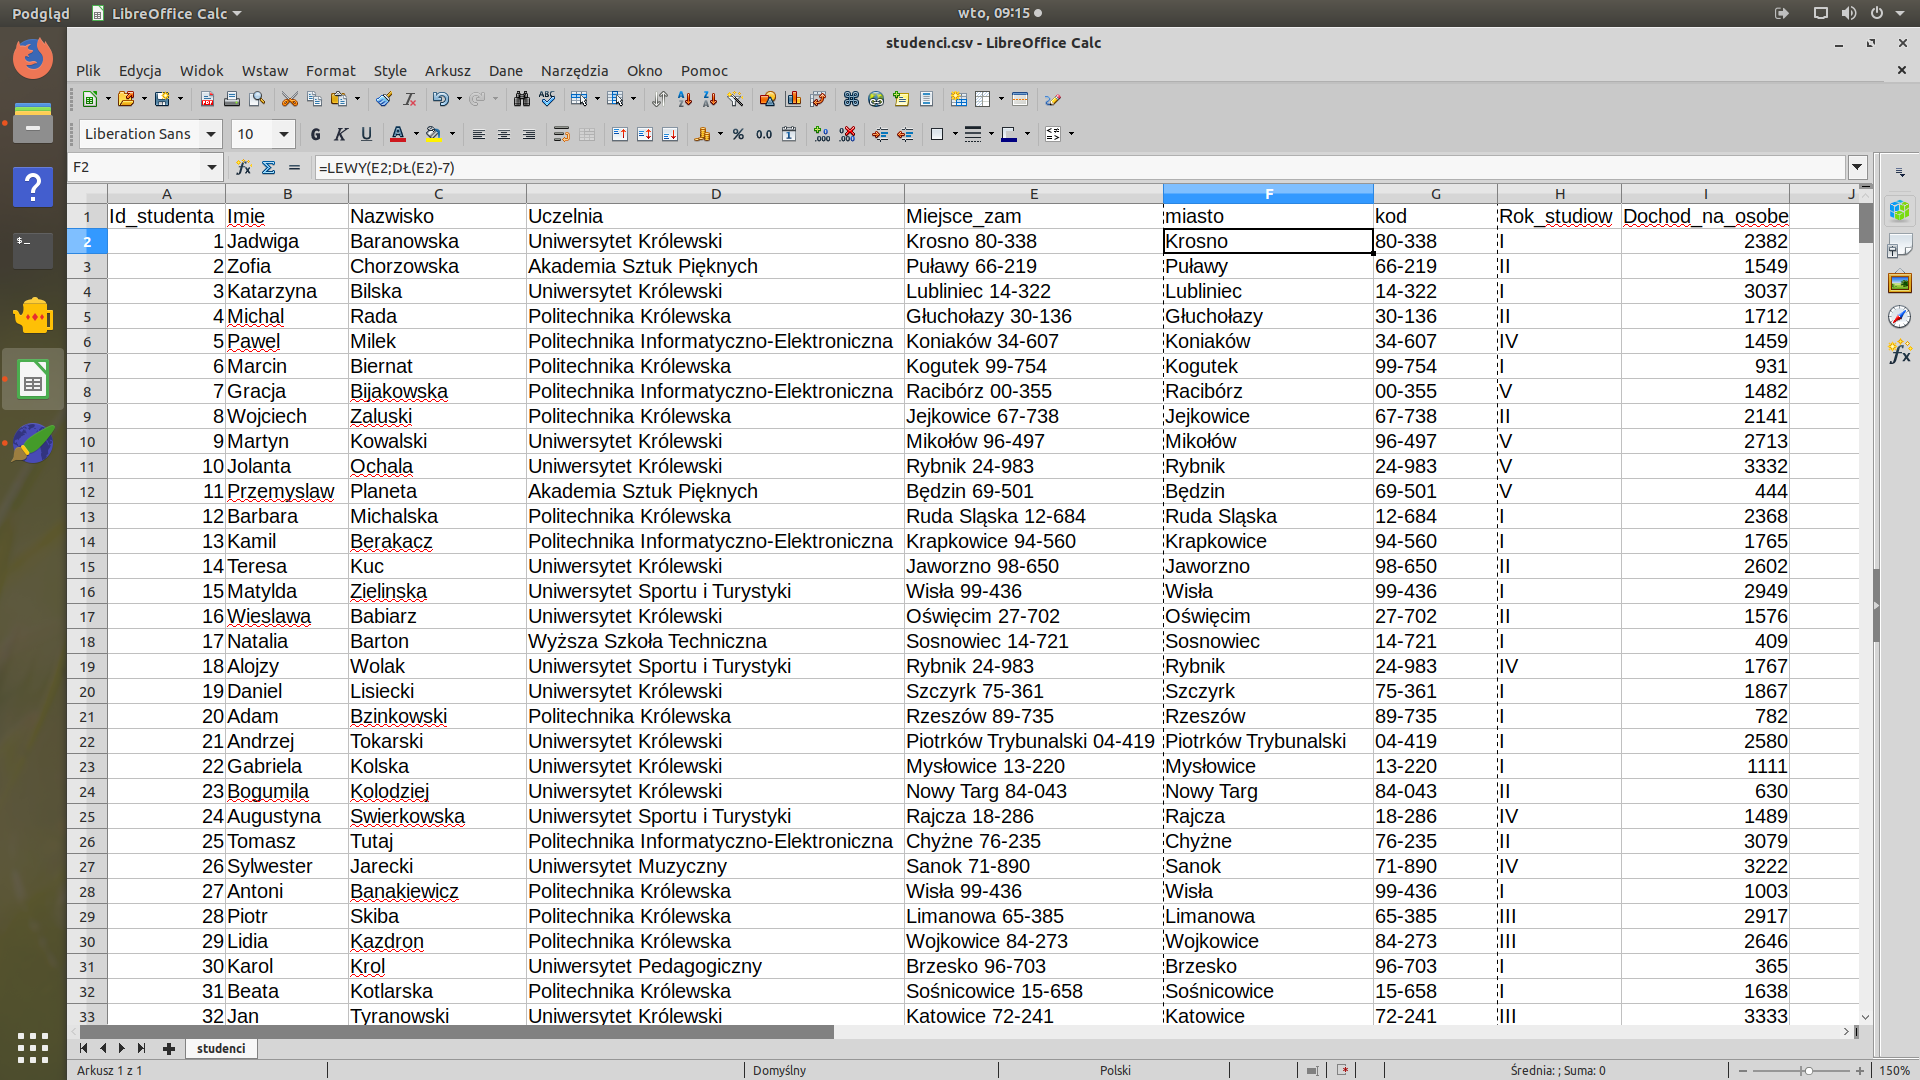 Podgląd LibreOffice Calc wto, 09:15
studenci.csv - LibreOffice Calc
Plik Edycja Widok Wstaw Format Style Arkusz Dane Narzędzia Okno Pomoc
Liberation Sans 10 G K U A % 0.0
F2 =LEWY(E2;DŁ(E2)-7)
A B C D E F G H I J
1 Id_studenta Imię Nazwisko Uczelnia Miejsce_zam miasto kod Rok_studiow Dochod_na_osobe
2 1 Jadwiga Baranowska Uniwersytet Królewski Krosno 80-338 Krosno 80-338 I 2382
3 2 Zofia Chorzowska Akademia Sztuk Pięknych Puławy 66-219 Puławy 66-219 II 1549
4 3 Katarzyna Bilska Uniwersytet Królewski Lubliniec 14-322 Lubliniec 14-322 I 3037
5 4 Michal Rada Politechnika Królewska Głuchołazy 30-136 Głuchołazy 30-136 II 1712
6 5 Pawel Milek Politechnika Informatyczno-Elektroniczna Koniaków 34-607 Koniaków 34-607 IV 1459
7 6 Marcin Biernat Politechnika Królewska Kogutek 99-754 Kogutek 99-754 I 931
8 7 Gracja Bijakowska Politechnika Informatyczno-Elektroniczna Racibórz 00-355 Racibórz 00-355 V 1482
9 8 Wojciech Zaluski Politechnika Królewska Jejkowice 67-738 Jejkowice 67-738 II 2141
10 9 Martyn Kowalski Uniwersytet Królewski Mikołów 96-497 Mikołów 96-497 V 2713
11 10 Jolanta Ochala Uniwersytet Królewski Rybnik 24-983 Rybnik 24-983 V 3332
12 11 Przemyslaw Planeta Akademia Sztuk Pięknych Będzin 69-501 Będzin 69-501 V 444
13 12 Barbara Michalska Politechnika Królewska Ruda Sląska 12-684 Ruda Sląska 12-684 I 2368
14 13 Kamil Berakacz Politechnika Informatyczno-Elektroniczna Krapkowice 94-560 Krapkowice 94-560 I 1765
15 14 Teresa Kuc Uniwersytet Królewski Jaworzno 98-650 Jaworzno 98-650 II 2602
16 15 Matylda Zielinska Uniwersytet Sportu i Turystyki Wisła 99-436 Wisła 99-436 I 2949
17 16 Wieslawa Babiarz Uniwersytet Królewski Oświęcim 27-702 Oświęcim 27-702 II 1576
18 17 Natalia Barton Wyższa Szkoła Techniczna Sosnowiec 14-721 Sosnowiec 14-721 I 409
19 18 Alojzy Wolak Uniwersytet Sportu i Turystyki Rybnik 24-983 Rybnik 24-983 IV 1767
20 19 Daniel Lisiecki Uniwersytet Królewski Szczyrk 75-361 Szczyrk 75-361 I 1867
21 20 Adam Bzinkowski Politechnika Królewska Rzeszów 89-735 Rzeszów 89-735 I 782
22 21 Andrzej Tokarski Uniwersytet Królewski Piotrków Trybunalski 04-419 Piotrków Trybunalski 04-419 I 2580
23 22 Gabriela Kolska Uniwersytet Królewski Mysłowice 13-220 Mysłowice 13-220 I 1111
24 23 Bogumila Kolodziej Uniwersytet Królewski Nowy Targ 84-043 Nowy Targ 84-043 II 630
25 24 Augustyna Swierkowska Uniwersytet Sportu i Turystyki Rajcza 18-286 Rajcza 18-286 IV 1489
26 25 Tomasz Tutaj Politechnika Informatyczno-Elektroniczna Chyżne 76-235 Chyżne 76-235 II 3079
27 26 Sylwester Jarecki Uniwersytet Muzyczny Sanok 71-890 Sanok 71-890 IV 3222
28 27 Antoni Banakiewicz Politechnika Królewska Wisła 99-436 Wisła 99-436 I 1003
29 28 Piotr Skiba Politechnika Królewska Limanowa 65-385 Limanowa 65-385 III 2917
30 29 Lidia Kazdron Politechnika Królewska Wojkowice 84-273 Wojkowice 84-273 III 2646
31 30 Karol Krol Uniwersytet Pedagogiczny Brzesko 96-703 Brzesko 96-703 I 365
32 31 Beata Kotlarska Politechnika Królewska Sośnicowice 15-658 Sośnicowice 15-658 I 1638
33 32 Jan Tyranowski Uniwersytet Królewski Katowice 72-241 Katowice 72-241 III 3333
studenci
Arkusz 1 z 1 Domyślny Polski Średnia: ; Suma: 0 150%